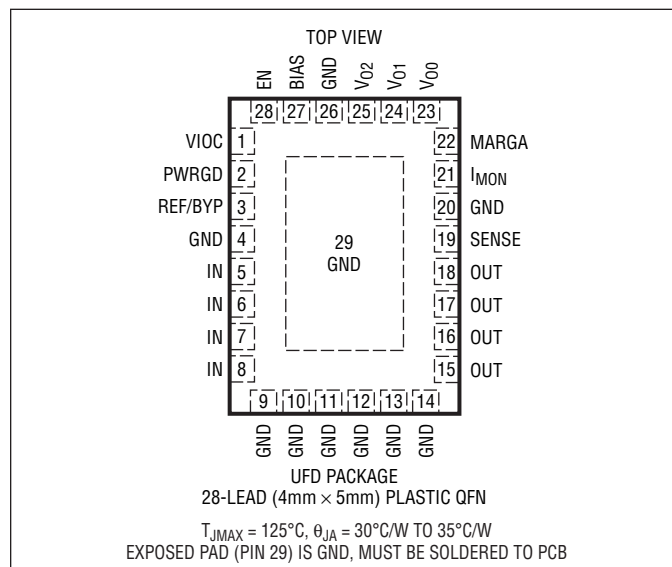 TOP VIEW
EN BIAS GND VO2 VO1 VO0
28 27 26 25 24 23
VIOC 1 22 MARGA
PWRGD 2 21 IMON
REF/BYP 3 20 GND
GND 4 19 SENSE
29
GND
IN 5 18 OUT
IN 6 17 OUT
IN 7 16 OUT
IN 8 15 OUT
9 10 11 12 13 14
GND GND GND GND GND GND
UFD PACKAGE
28-LEAD (4mm × 5mm) PLASTIC QFN
TJMAX = 125°C, θJA = 30°C/W TO 35°C/W
EXPOSED PAD (PIN 29) IS GND, MUST BE SOLDERED TO PCB